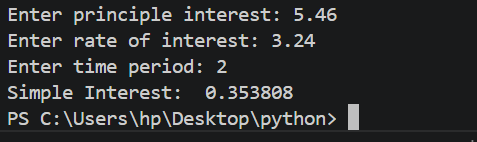 Enter principle interest: 5.46
Enter rate of interest: 3.24
Enter time period: 2
Simple Interest:  0.353808
PS C:\Users\hp\Desktop\python>